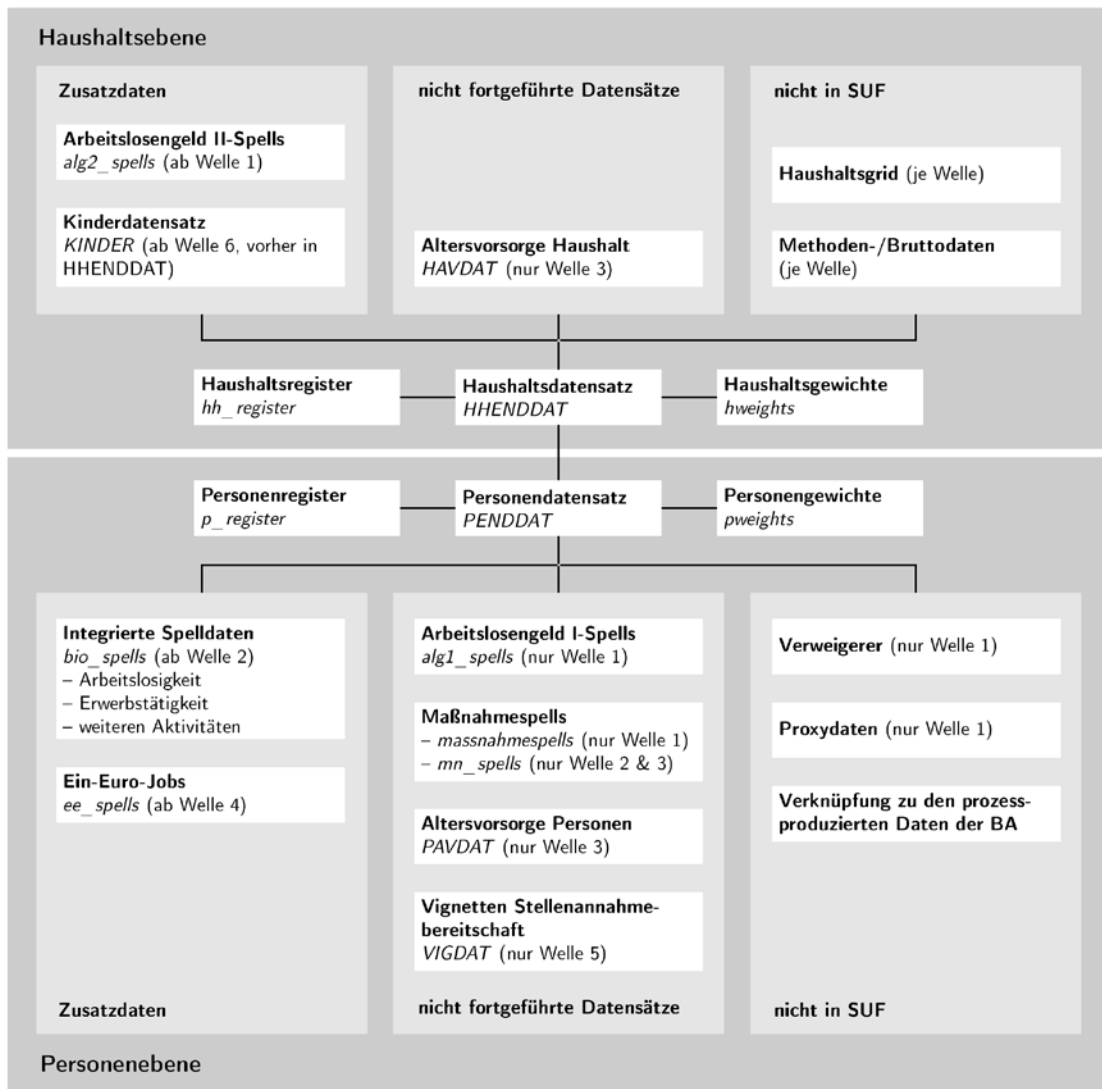 Haushaltsebene
Zusatzdaten
Arbeitslosengeld II-Spells
alg2_spells (ab Welle 1)
Kinderdatensatz
KINDER (ab Welle 6, vorher in
HHENDDAT)
nicht fortgeführte Datensätze
Altersvorsorge Haushalt
HAVDAT (nur Welle 3)
nicht in SUF
Haushaltsgrid (je Welle)
Methoden-/Bruttodaten
(je Welle)
Haushaltsregister
hh_register
Haushaltsdatensatz
HHENDDAT
Haushaltsgewichte
hweights
Personenregister
p_register
Personendatensatz
PENDDAT
Personengewichte
pweights
Integrierte Spelldaten
bio_spells (ab Welle 2)
– Arbeitslosigkeit
– Erwerbstätigkeit
– weiteren Aktivitäten
Ein-Euro-Jobs
ee_spells (ab Welle 4)
Zusatzdaten
Arbeitslosengeld I-Spells
alg1_spells (nur Welle 1)
Maßnahmespells
– massnahmespells (nur Welle 1)
– mn_spells (nur Welle 2 & 3)
Altersvorsorge Personen
PAVDAT (nur Welle 3)
Vignetten Stellenannahme-
bereitschaft
VIGDAT (nur Welle 5)
nicht fortgeführte Datensätze
Verweigerer (nur Welle 1)
Proxydaten (nur Welle 1)
Verknüpfung zu den prozess-
produzierten Daten der BA
nicht in SUF
Personenebene